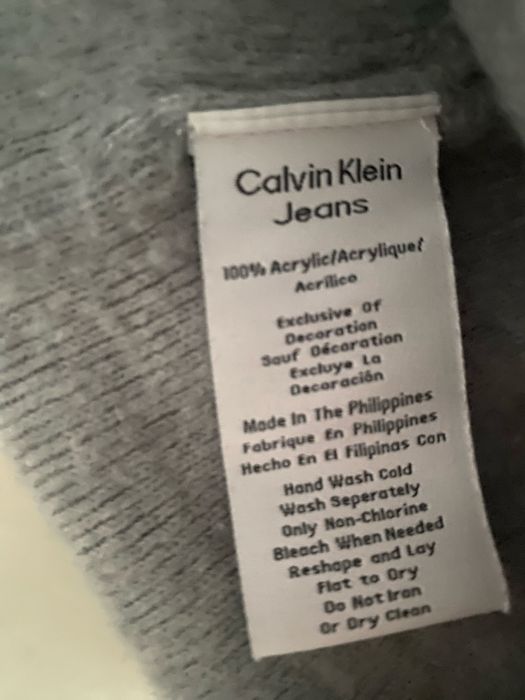 Calvin Klein
Jeans
100% Acrylic/Acrylique/
Acrílico
Exclusive Of
Decoration
Sauf Décoration
Excluye La
Decoración
Made In The Philippines
Fabrique En Philippines
Hecho En El Filipinas Con
Hand Wash Cold
Wash Seperately
Only Non-Chlorine
Bleach When Needed
Reshape and Lay
Flat to Dry
Do Not Iron
Or Dry Clean